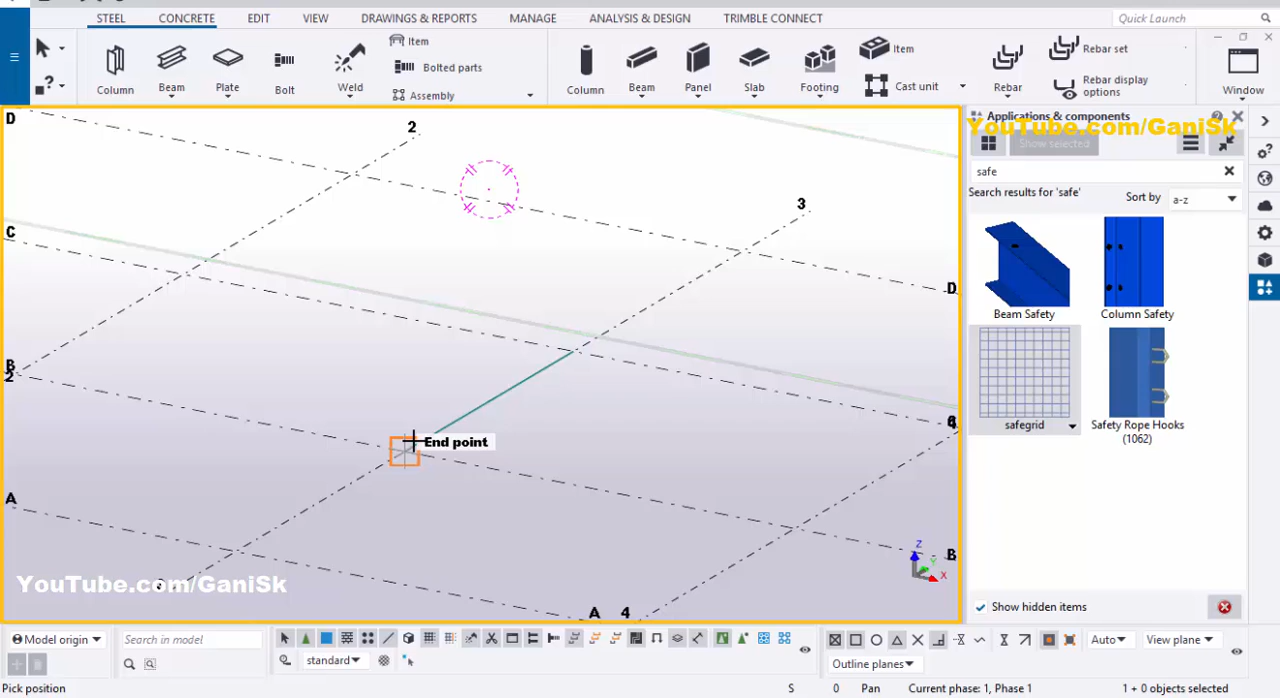 STEEL CONCRETE EDIT VIEW DRAWINGS & REPORTS MANAGE ANALYSIS & DESIGN TRIMBLE CONNECT Quick Launch
Item
Bolted parts
Assembly
Column Beam Plate Bolt Weld
Item
Cast unit
Column Beam Panel Slab Footing
Rebar set
Rebar display
options
Rebar Window
Applications & components
YouTube.com/GaniSk
Show selected
safe
Search results for 'safe' Sort by a-z
Beam Safety Column Safety
safegrid Safety Rope Hooks
(1062)
Show hidden items
D 2
3
C
D
B
2
End point
A
B
A 4
Z
Y
X
YouTube.com/GaniSk
Model origin Search in model
standard
Auto View plane
Outline planes
Pick position S 0 Pan Current phase: 1, Phase 1 1 + 0 objects selected